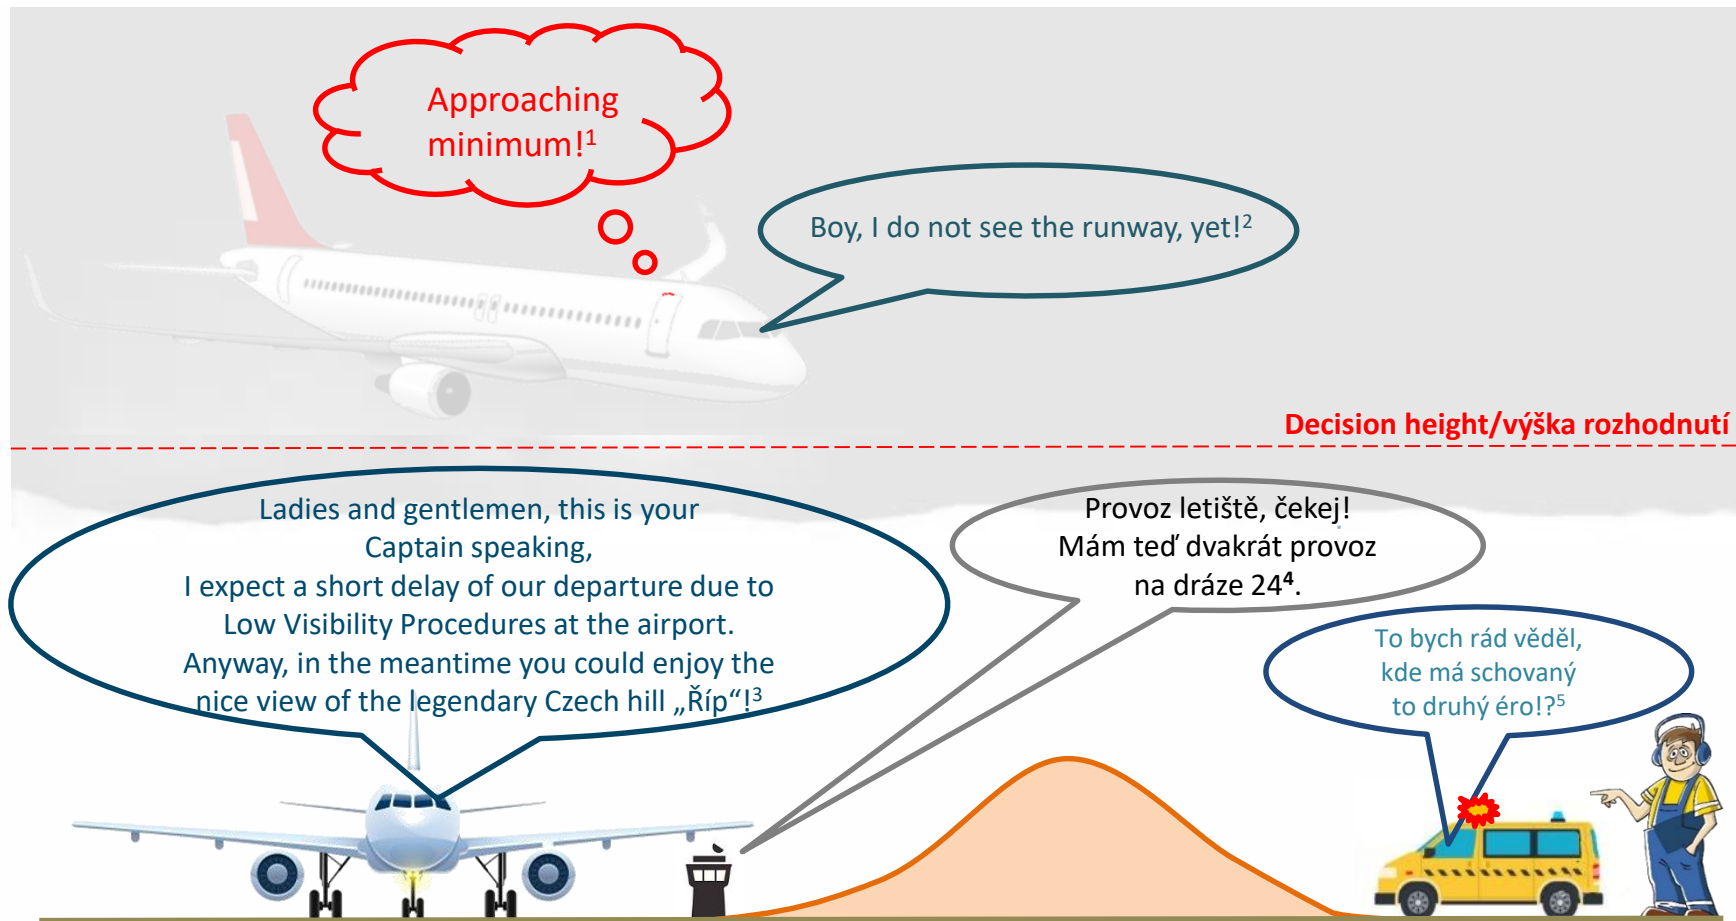 Approaching
minimum!¹
Boy, I do not see the runway, yet!²
Decision height/výška rozhodnutí
Ladies and gentlemen, this is your
Captain speaking,
I expect a short delay of our departure due to
Low Visibility Procedures at the airport.
Anyway, in the meantime you could enjoy the
nice view of the legendary Czech hill „Říp“!³
Provoz letiště, čekej!
Mám teď dvakrát provoz
na dráze 24⁴.
To bych rád věděl,
kde má schovaný
to druhý éro!?⁵